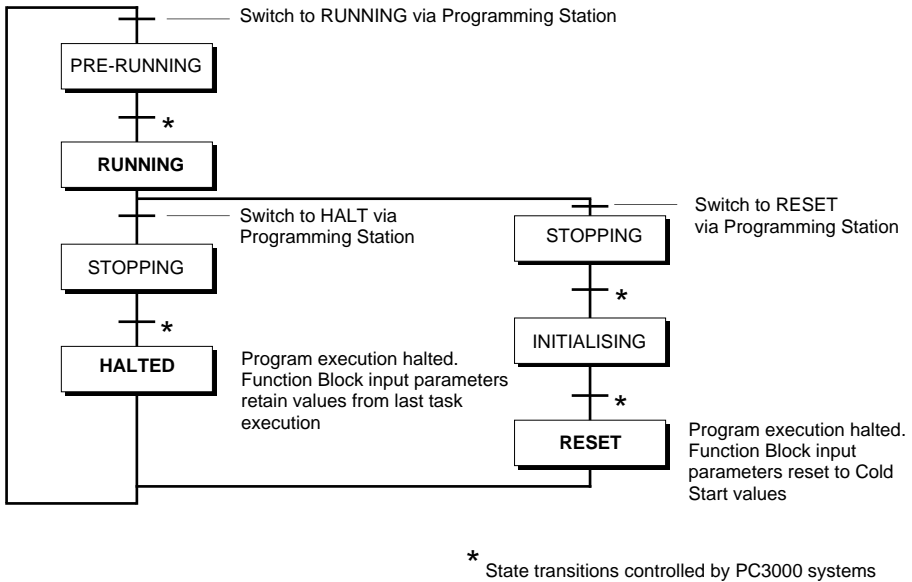 Switch to RUNNING via Programming Station
PRE-RUNNING
*
RUNNING
Switch to HALT via
Programming Station
STOPPING
*
HALTED
Program execution halted.
Function Block input parameters
retain values from last task
execution
Switch to RESET
via Programming Station
STOPPING
*
INITIALISING
*
RESET
Program execution halted.
Function Block input
parameters reset to Cold
Start values
* State transitions controlled by PC3000 systems